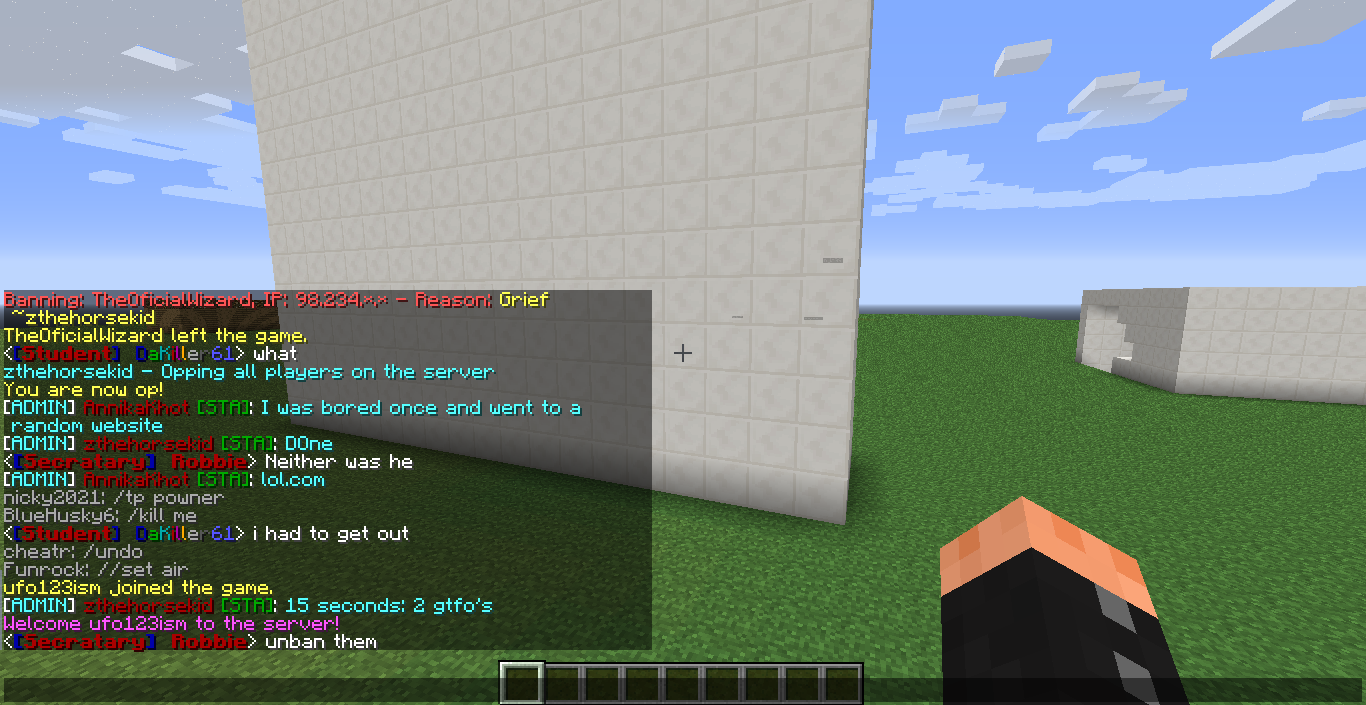 Banning: TheOficialWizard, IP: 98.234.×.× - Reason: Grief
~zthehorsekid
TheOficialWizard left the game.
<[Student] DaKiller61> what
zthehorsekid - Opping all players on the server
You are now op!
[ADMIN] AnnikaKhot [STA]: I was bored once and went to a
random website
[ADMIN] zthehorsekid [STA]: DOne
<[Secratary] Robbie> Neither was he
[ADMIN] AnnikaKhot [STA]: lol.com
nicky2021: /tp powner
BlueHusky6: /kill me
<[Student] DaKiller61> i had to get out
cheatr: /undo
Funrock: //set air
ufo123ism joined the game.
[ADMIN] zthehorsekid [STA]: 15 seconds: 2 gtfo's
Welcome ufo123ism to the server!
<[Secratary] Robbie> unban them